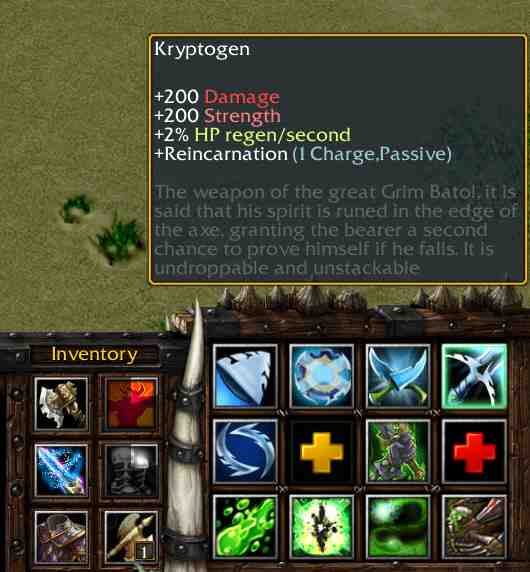 Kryptogen
+200 Damage
+200 Strength
+2% HP regen/second
+Reincarnation (1 Charge,Passive)
The weapon of the great Grim Batol, it is
said that his spirit is runed in the edge of
the axe, granting the bearer a second
chance to prove himself if he falls. It is
undroppable and unstackable
Inventory
1